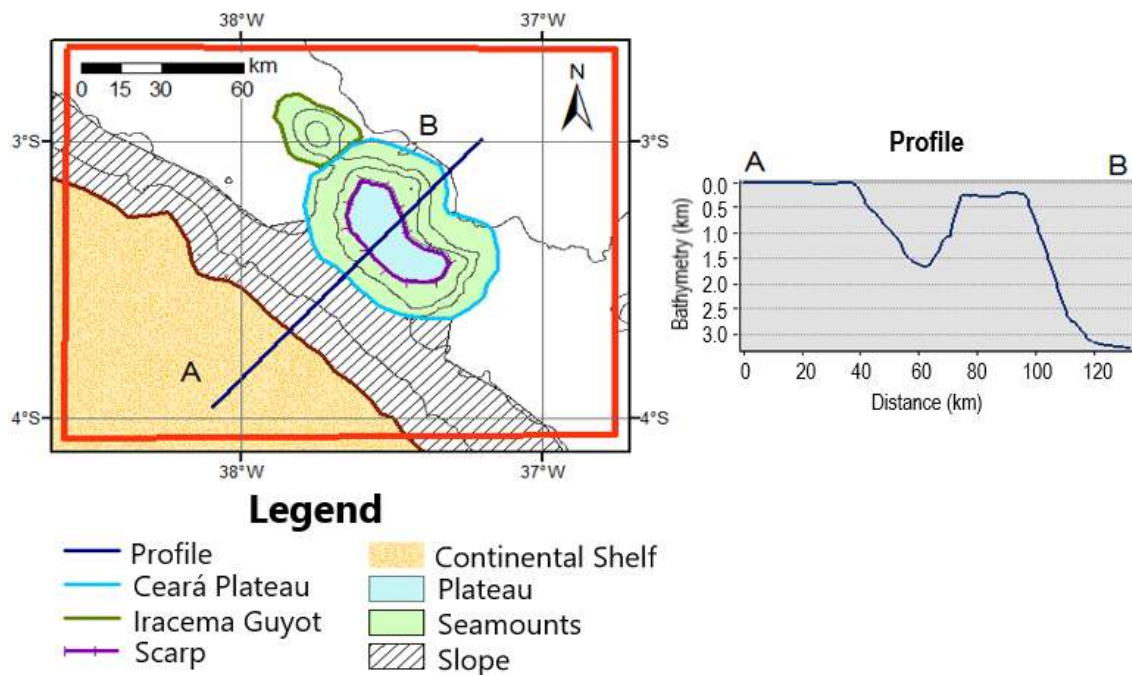 38°W 37°W
km
0 15 30 60
N
3°S 3°S
B
A
4°S 4°S
38°W 37°W
Profile
A B
0.0
0.5
1.0
1.5
2.0
2.5
3.0
Bathymetry (km)
0 20 40 60 80 100 120
Distance (km)
Legend
Profile
Ceará Plateau
Iracema Guyot
Scarp
Continental Shelf
Plateau
Seamounts
Slope